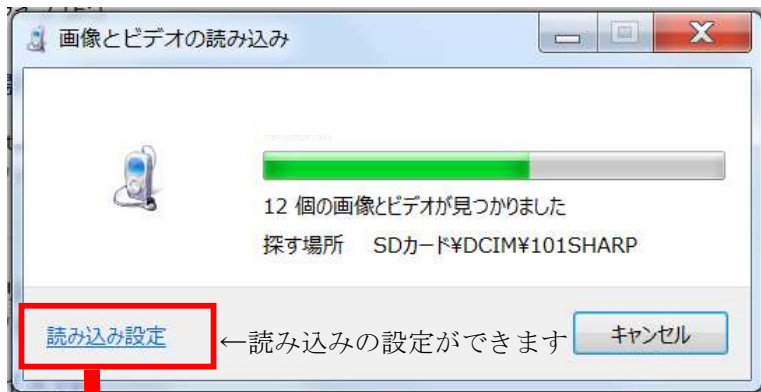 画像とビデオの読み込み
X
12 個の画像とビデオが見つかりました
探す場所 SDカード¥DCIM¥101SHARP
読み込み設定
←読み込みの設定ができます
キャンセル